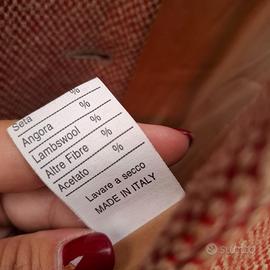 %
Seta %
Angora %
Lambswool %
Altre Fibre %
Acetato
Lavare a secco
MADE IN ITALY
subito